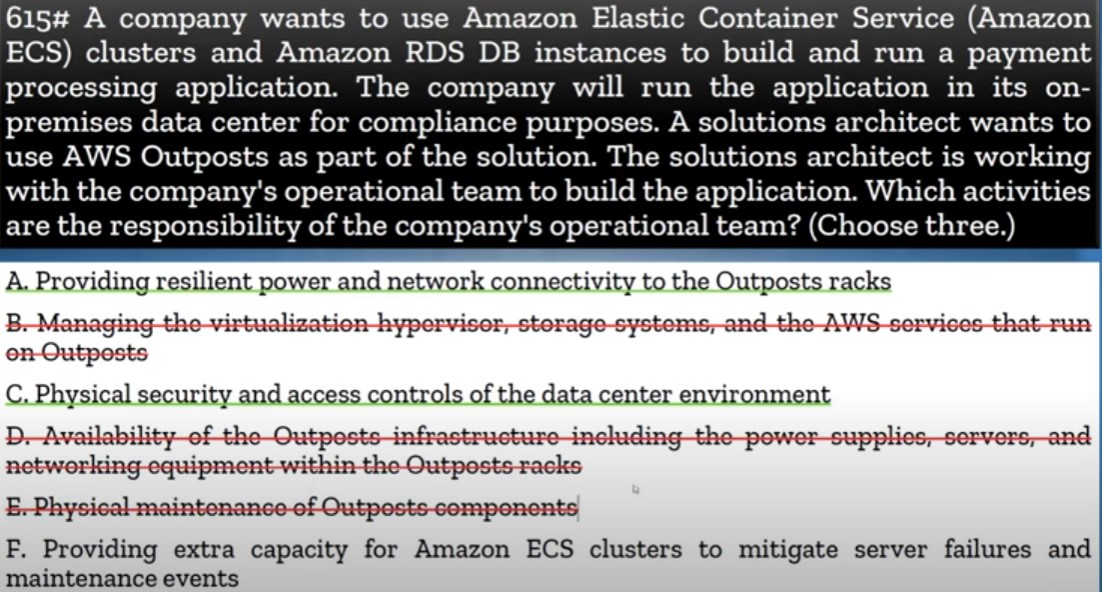 615# A company wants to use Amazon Elastic Container Service (Amazon
ECS) clusters and Amazon RDS DB instances to build and run a payment
processing application. The company will run the application in its on-
premises data center for compliance purposes. A solutions architect wants to
use AWS Outposts as part of the solution. The solutions architect is working
with the company's operational team to build the application. Which activities
are the responsibility of the company's operational team? (Choose three.)
A. Providing resilient power and network connectivity to the Outposts racks
B. Managing the virtualization hypervisor, storage systems, and the AWS services that run
on Outposts
C. Physical security and access controls of the data center environment
D. Availability of the Outposts infrastructure including the power supplies, servers, and
networking equipment within the Outposts racks
E. Physical maintenance of Outposts components
F. Providing extra capacity for Amazon ECS clusters to mitigate server failures and
maintenance events